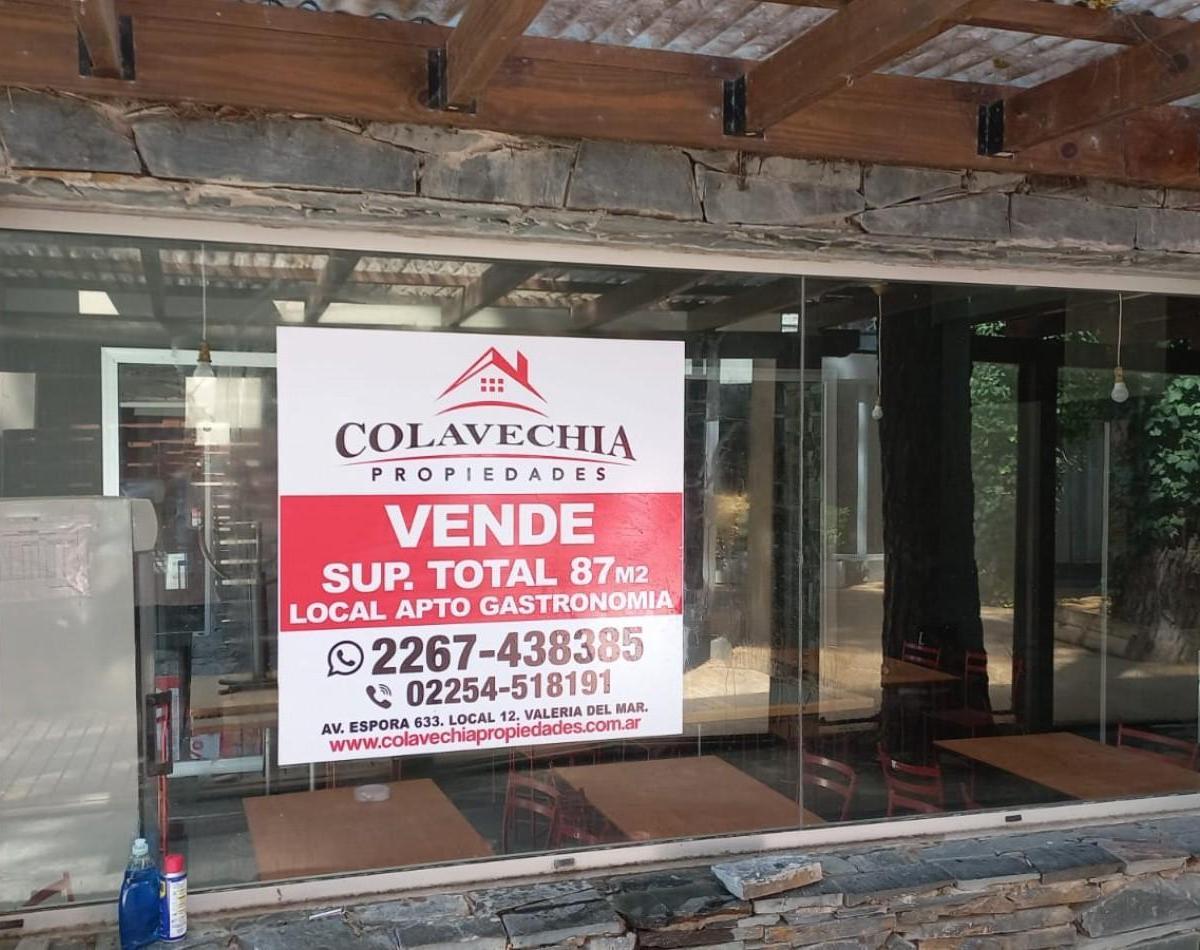 COLAVECHIA
PROPIEDADES
VENDE
SUP. TOTAL 87M2
LOCAL APTO GASTRONOMIA
2267-438385
02254-518191
AV. ESPORA 633. LOCAL 12. VALERIA DEL MAR.
www.colavechiapropiedades.com.ar